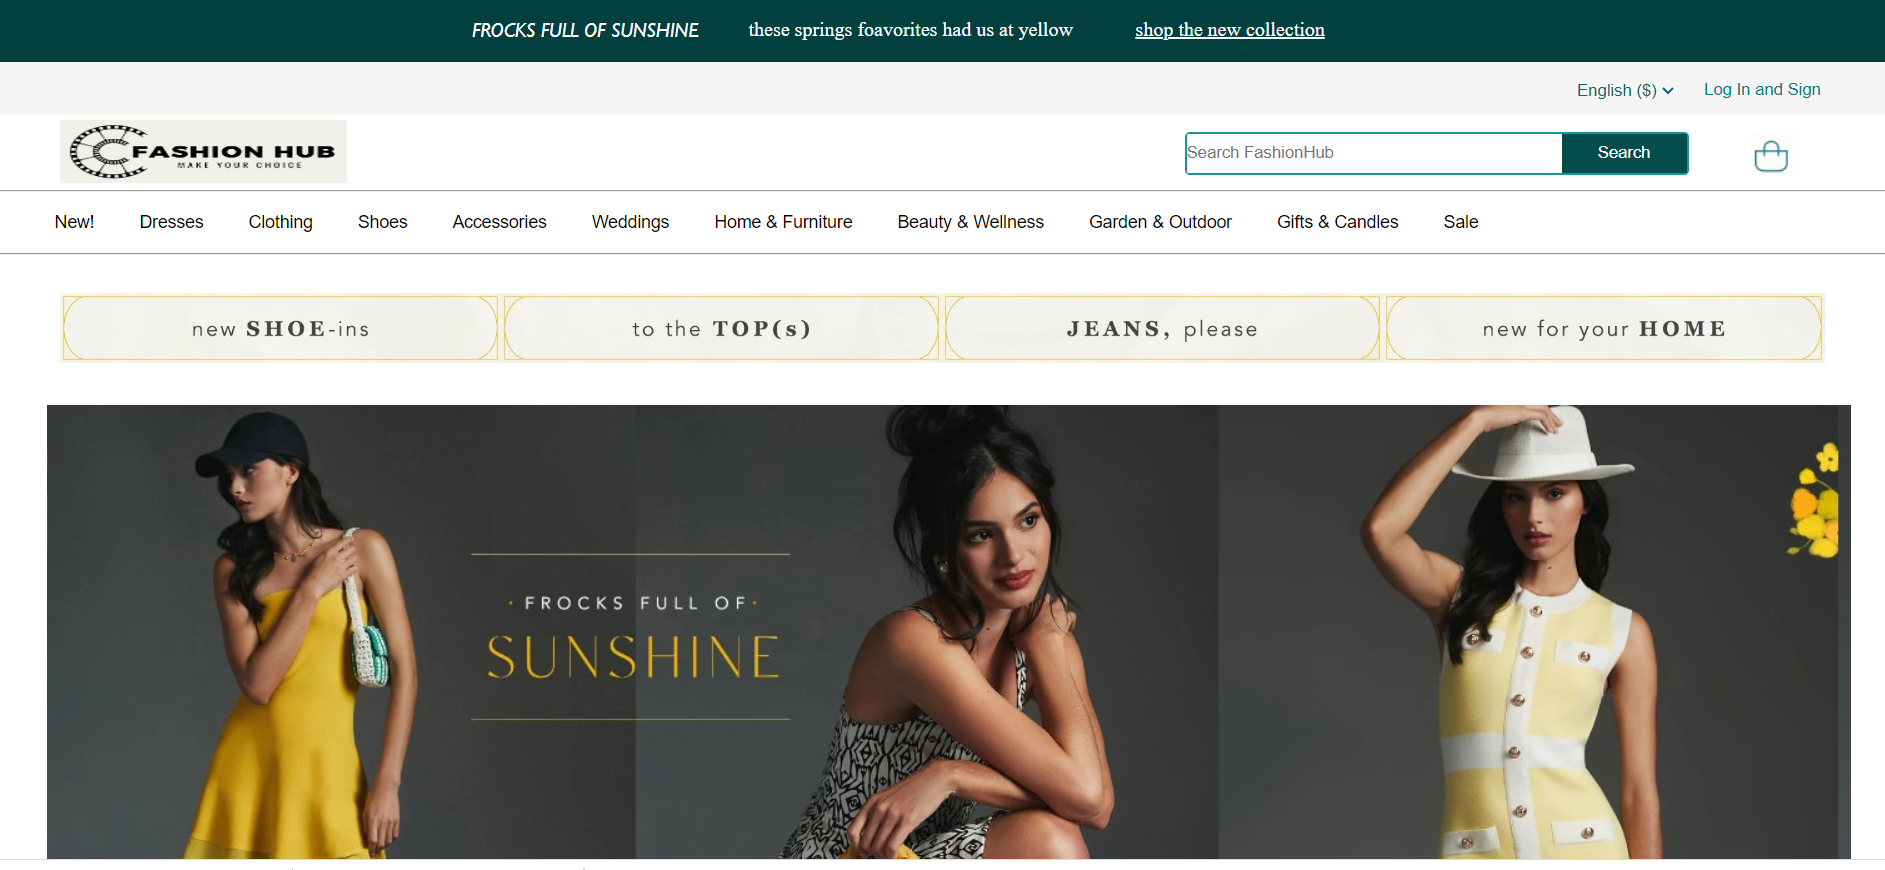 FROCKS FULL OF SUNSHINE these springs foavorites had us at yellow shop the new collection
English ($) Log In and Sign
FASHION HUB
MAKE YOUR CHOICE
Search FashionHub Search
New! Dresses Clothing Shoes Accessories Weddings Home & Furniture Beauty & Wellness Garden & Outdoor Gifts & Candles Sale
new SHOE-ins to the TOP(s) JEANS, please new for your HOME
· FROCKS FULL OF ·
SUNSHINE